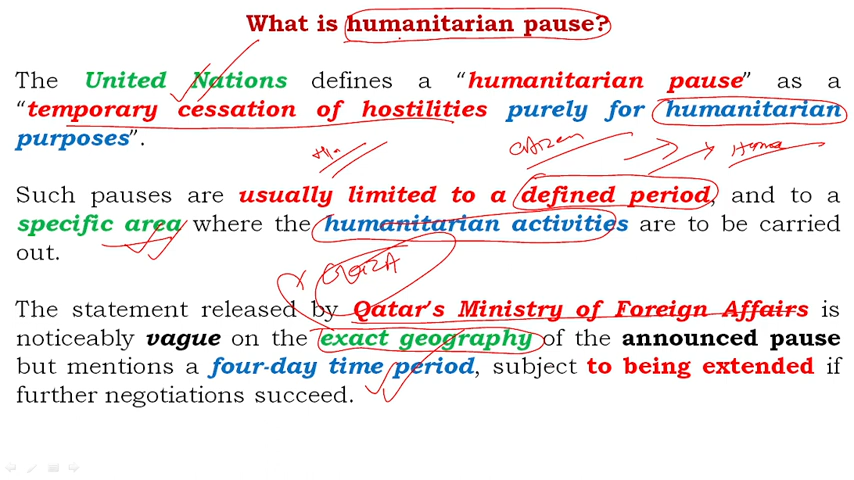 What is humanitarian pause?
The United Nations defines a “humanitarian pause” as a
“temporary cessation of hostilities purely for humanitarian
purposes”.
Citizen
Such pauses are usually limited to a defined period, and to a
specific area where the humanitarian activities are to be carried
out.
GaZA
The statement released by Qatar’s Ministry of Foreign Affairs is
noticeably vague on the exact geography of the announced pause
but mentions a four-day time period, subject to being extended if
further negotiations succeed.